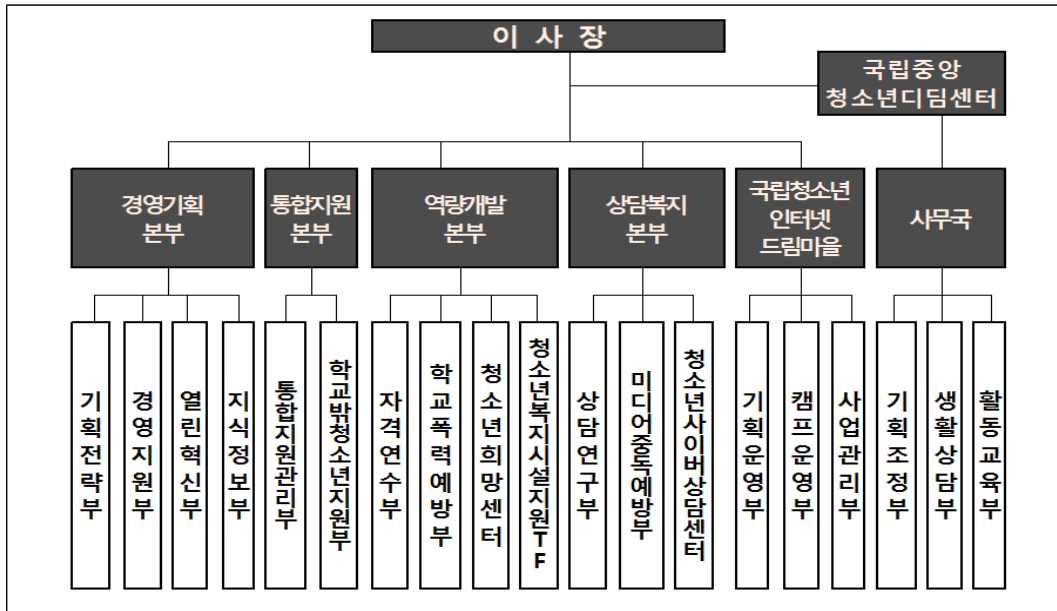 이 사 장
국립중앙
청소년디딤센터
경영기획
본부
통합지원
본부
역량개발
본부
상담복지
본부
국립청소년
인터넷
드림마을
사무국
기획전략부
경영지원부
열린혁신부
지식정보부
통합지원관리부
학교밖청소년지원부
자격연수부
학교폭력예방부
청소년희망센터
청소년복지시설지원TF
상담연구부
미디어중독예방부
청소년사이버상담센터
기획운영부
캠프운영부
사업관리부
기획조정부
생활상담부
활동교육부